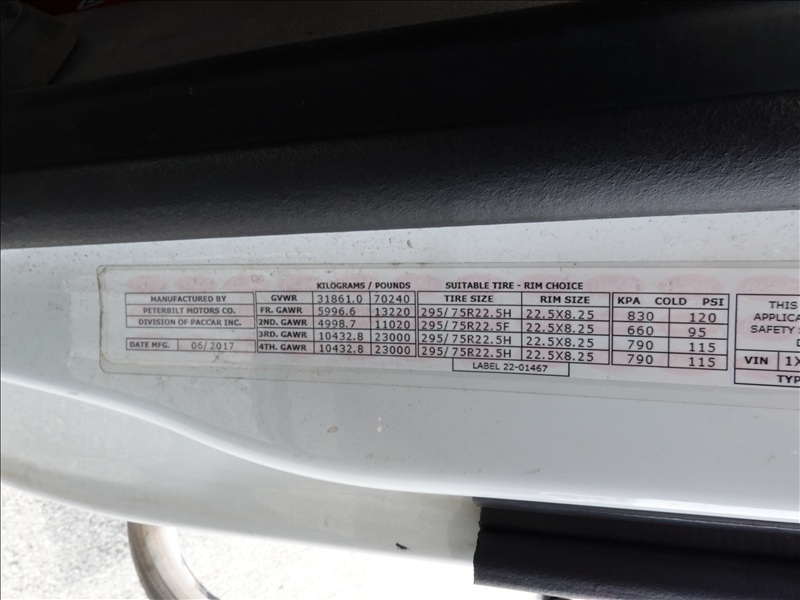 KILOGRAMS / POUNDS SUITABLE TIRE - RIM CHOICE
MANUFACTURED BY
PETERBILT MOTORS CO.
DIVISION OF PACCAR INC.
DATE MFG. 06/2017
GVWR 31861.0 70240 TIRE SIZE RIM SIZE KPA COLD PSI
FR. GAWR 5996.6 13220 295/75R22.5H 22.5X8.25 830 120
2ND. GAWR 4998.7 11020 295/75R22.5F 22.5X8.25 660 95
3RD. GAWR 10432.8 23000 295/75R22.5H 22.5X8.25 790 115
4TH. GAWR 10432.8 23000 295/75R22.5H 22.5X8.25 790 115
LABEL 22-01467
THIS
APPLICA
SAFETY
D
VIN 1X
TYP